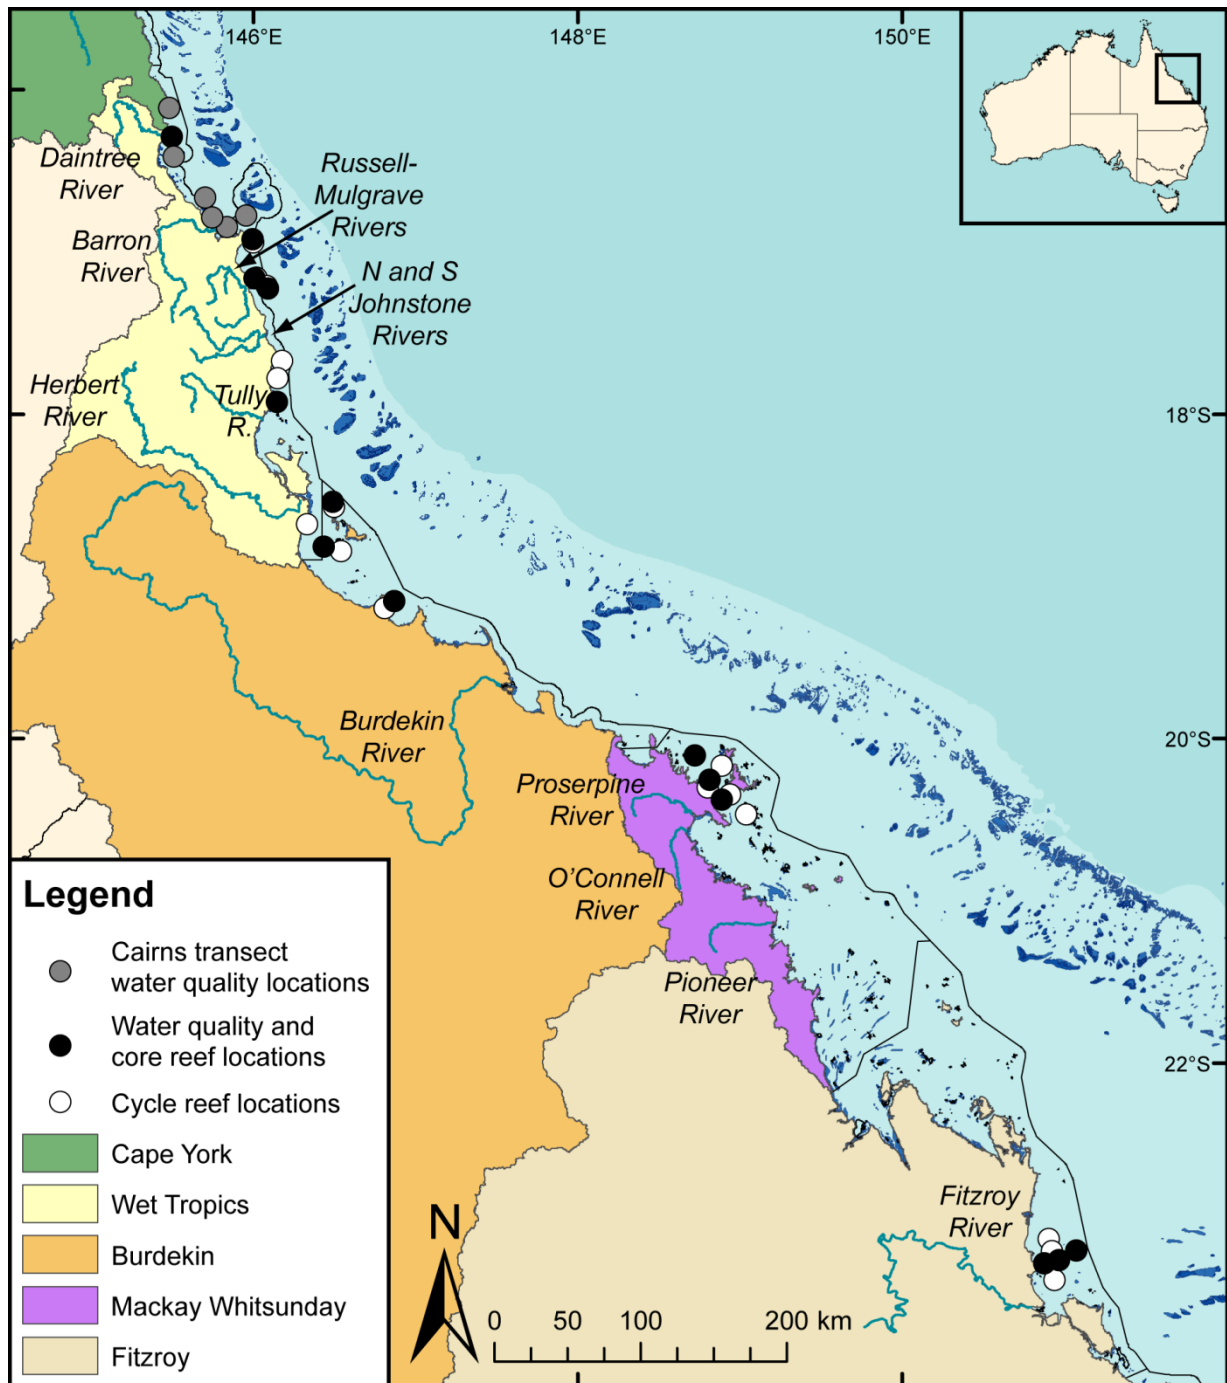 146°E
148°E
150°E
Daintree
River
Russell-
Mulgrave
Rivers
Barron
River
N and S
Johnstone
Rivers
Herbert
River
Tully
R.
18°S
Burdekin
River
20°S
Proserpine
River
O'Connell
River
Pioneer
River
22°S
Fitzroy
River
Legend
Cairns transect
water quality locations
Water quality and
core reef locations
Cycle reef locations
Cape York
Wet Tropics
Burdekin
Mackay Whitsunday
Fitzroy
N
0 50 100 200 km